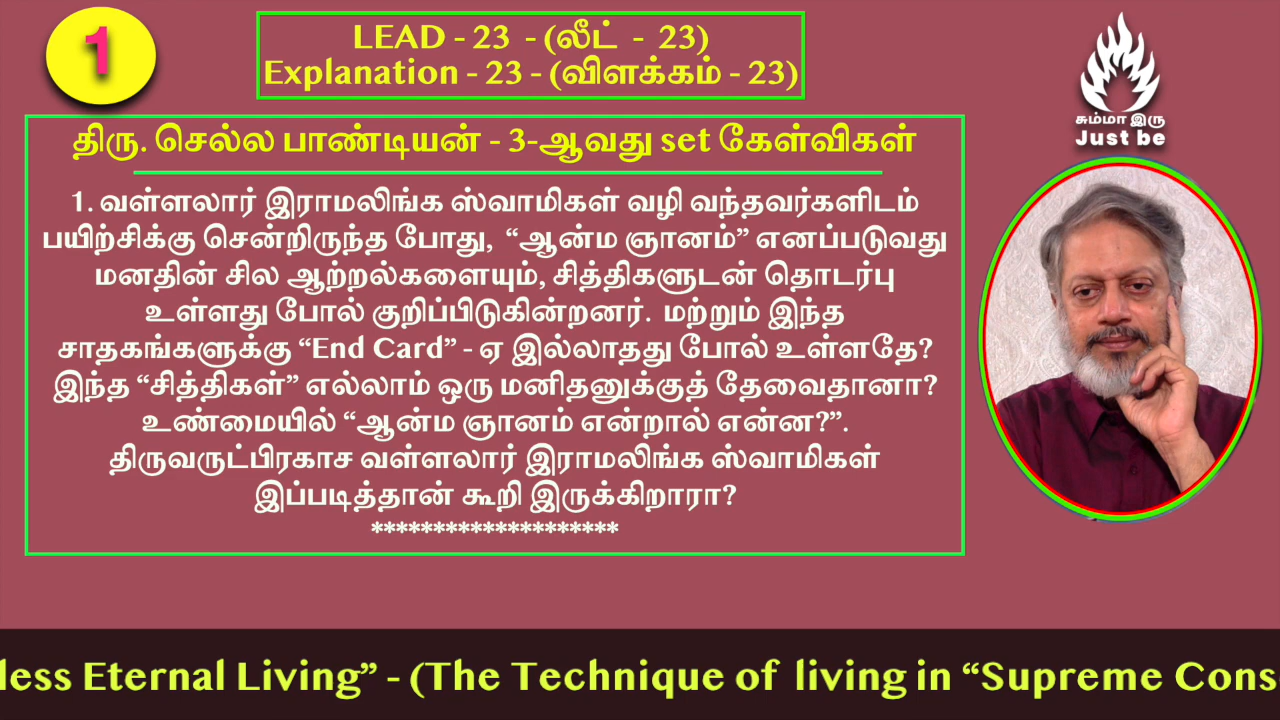 1
LEAD - 23 - (லீட் - 23)
Explanation - 23 - (விளக்கம் - 23)
சும்மா இரு
Just be
திரு. செல்ல பாண்டியன் - 3-ஆவது set கேள்விகள்
1. வள்ளலார் இராமலிங்க ஸ்வாமிகள் வழி வந்தவர்களிடம்
பயிற்சிக்கு சென்றிருந்த போது, “ஆன்ம ஞானம்” எனப்படுவது
மனதின் சில ஆற்றல்களையும், சித்திகளுடன் தொடர்பு
உள்ளது போல் குறிப்பிடுகின்றனர். மற்றும் இந்த
சாதகங்களுக்கு “End Card” - ஏ இல்லாதது போல் உள்ளதே?
இந்த “சித்திகள்” எல்லாம் ஒரு மனிதனுக்குத் தேவைதானா?
உண்மையில் “ஆன்ம ஞானம் என்றால் என்ன?”.
திருவருட்பிரகாச வள்ளலார் இராமலிங்க ஸ்வாமிகள்
இப்படித்தான் கூறி இருக்கிறாரா?
********************
less Eternal Living” - (The Technique of living in “Supreme Cons